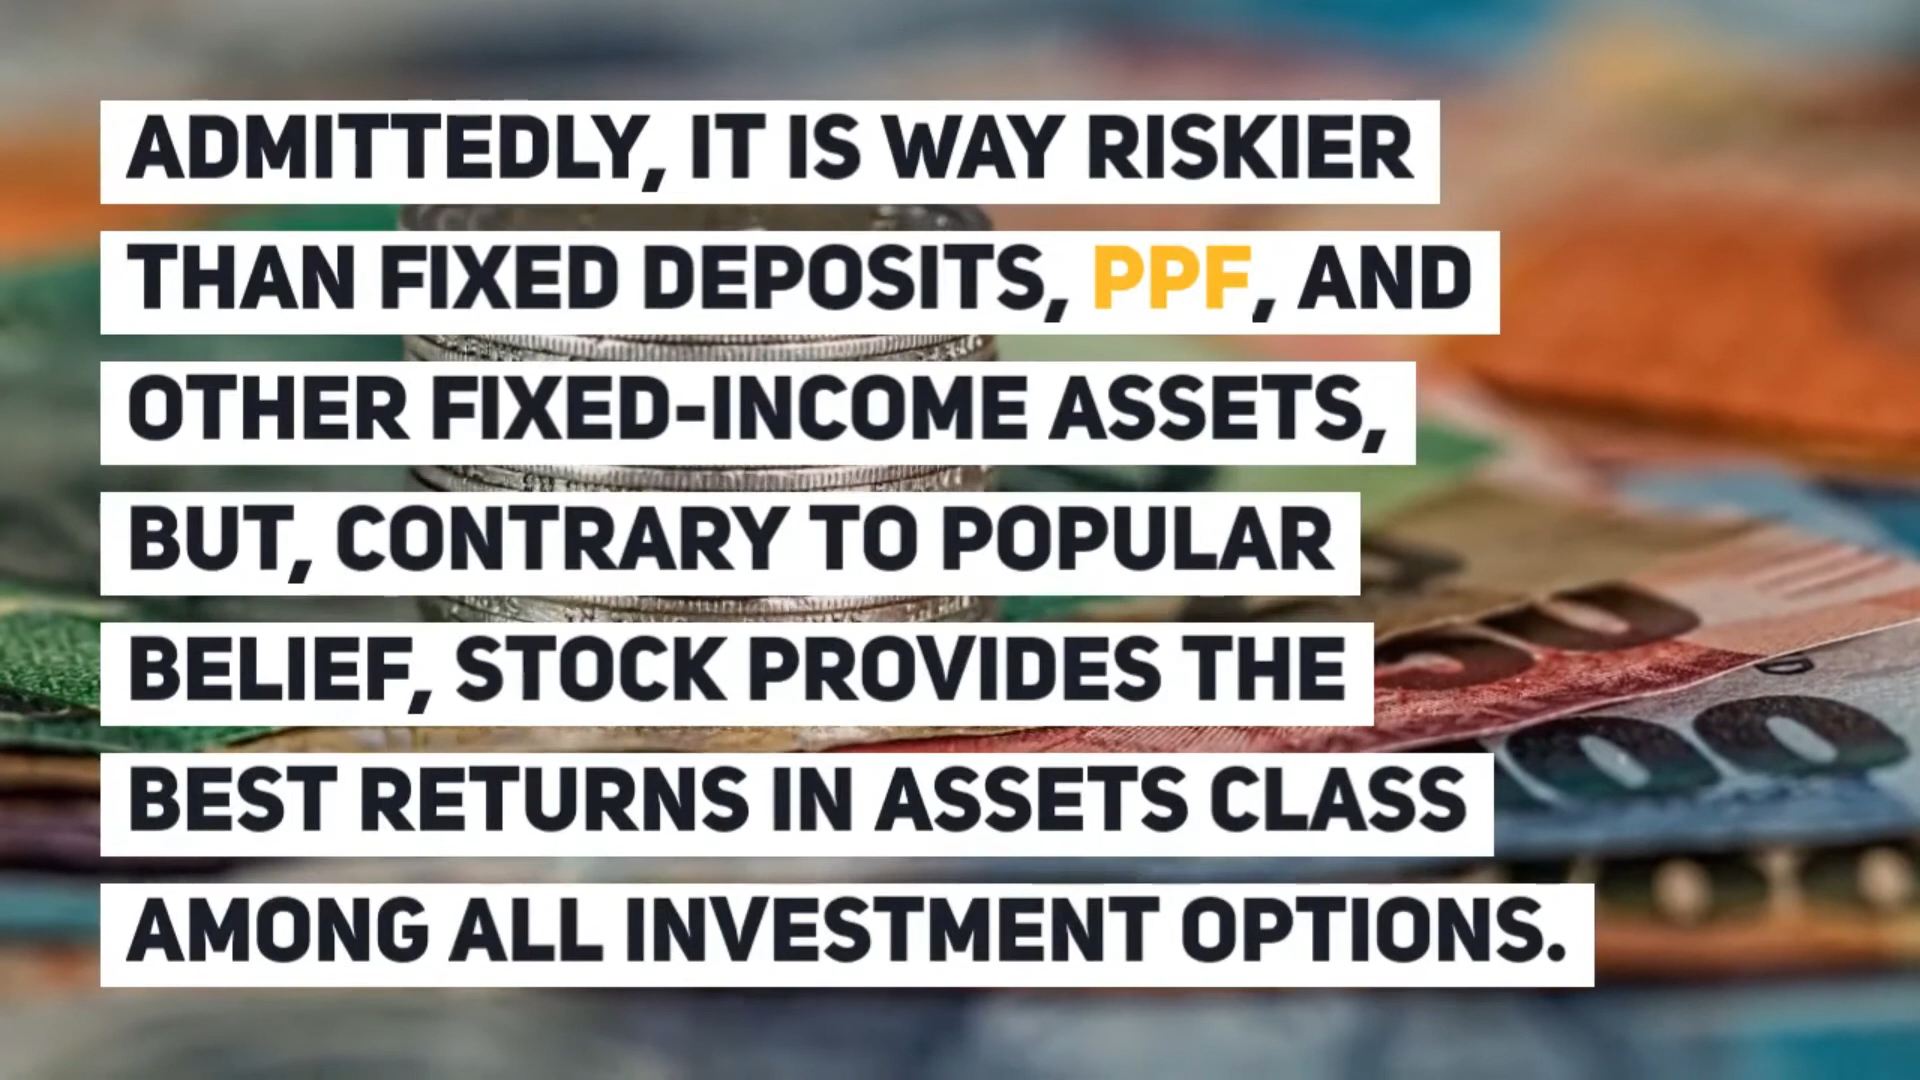 ADMITTEDLY, IT IS WAY RISKIER
THAN FIXED DEPOSITS, PPF, AND
OTHER FIXED-INCOME ASSETS,
BUT, CONTRARY TO POPULAR
BELIEF, STOCK PROVIDES THE
BEST RETURNS IN ASSETS CLASS
AMONG ALL INVESTMENT OPTIONS.